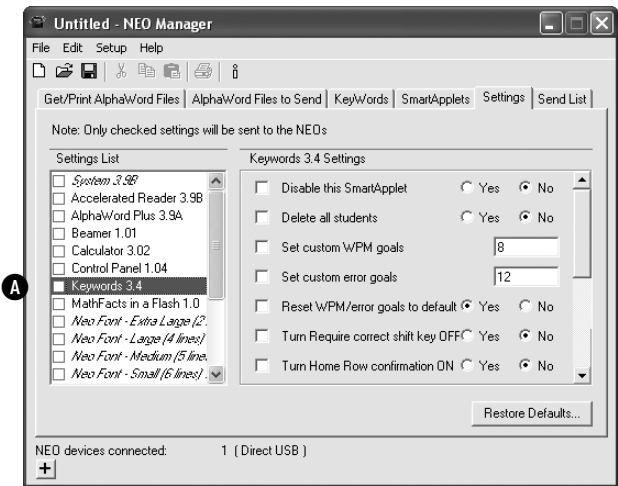 Untitled - NEO Manager
File Edit Setup Help
Get/Print AlphaWord Files AlphaWord Files to Send KeyWords SmartApplets Settings Send List
Note: Only checked settings will be sent to the NEOs
Settings List
System 3.9B
Accelerated Reader 3.9B
AlphaWord Plus 3.9A
Beamer 1.01
Calculator 3.02
Control Panel 1.04
A Keywords 3.4
MathFacts in a Flash 1.0
Neo Font - Extra Large (2
Neo Font - Large (4 lines)
Neo Font - Medium (5 line
Neo Font - Small (6 lines) .
Keywords 3.4 Settings
Disable this SmartApplet Yes No
Delete all students Yes No
Set custom WPM goals 8
Set custom error goals 12
Reset WPM/error goals to default Yes No
Turn Require correct shift key OFF Yes No
Turn Home Row confirmation ON Yes No
Restore Defaults...
NEO devices connected: 1 (Direct USB)
+